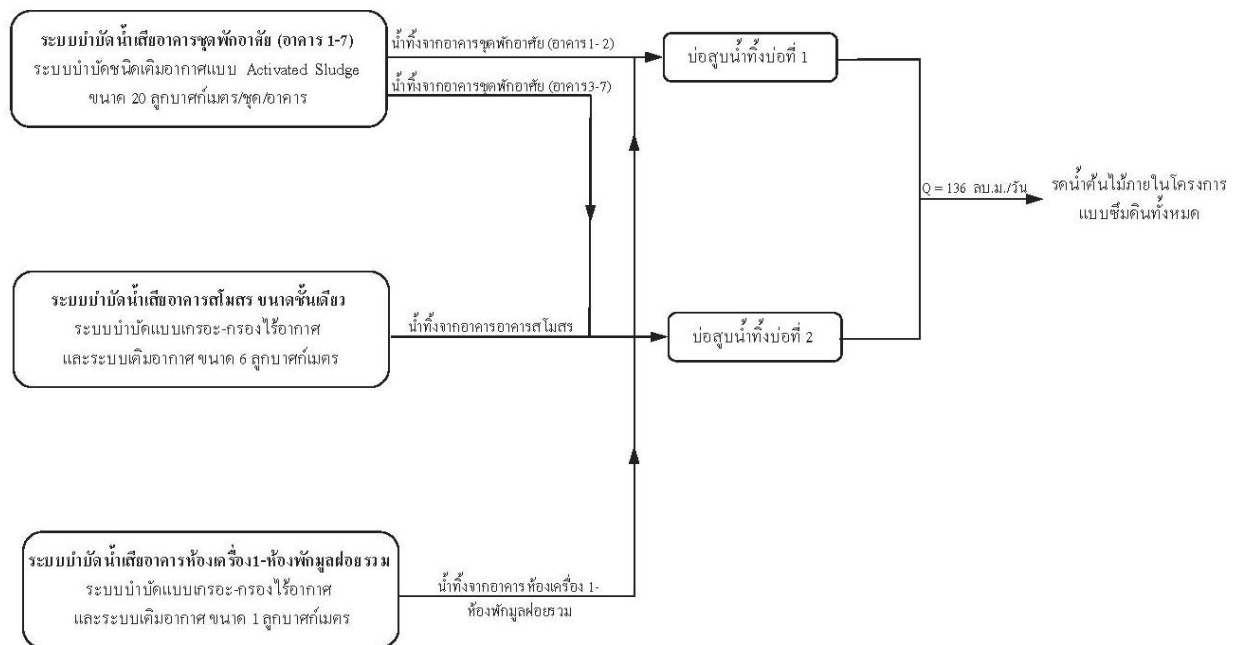 ระบบบำบัดน้ำเสียอาคารชุดพักอาศัย (อาคาร 1-7)
ระบบบำบัดชนิดเติมอากาศแบบ Activated Sludge
ขนาด 20 ลูกบาศก์เมตร/ชุด/อาคาร
น้ำทิ้งจากอาคารชุดพักอาศัย (อาคาร1- 2)
น้ำทิ้งจากอาคารชุดพักอาศัย (อาคาร3-7)
บ่อสูบน้ำทิ้งบ่อที่ 1
Q = 136 ลบ.ม./วัน
รดน้ำต้นไม้ภายในโครงการ
แบบซึมดินทั้งหมด
ระบบบำบัดน้ำเสียอาคารสโมสร ขนาดชั้นเดียว
ระบบบำบัดแบบเกรอะ-กรองไร้อากาศ
และระบบเติมอากาศ ขนาด 6 ลูกบาศก์เมตร
น้ำทิ้งจากอาคารอาคารสโมสร
บ่อสูบน้ำทิ้งบ่อที่ 2
ระบบบำบัดน้ำเสียอาคารห้องเครื่อง1-ห้องพักมูลฝอยรวม
ระบบบำบัดแบบเกรอะ-กรองไร้อากาศ
และระบบเติมอากาศ ขนาด 1 ลูกบาศก์เมตร
น้ำทิ้งจากอาคารห้องเครื่อง 1-
ห้องพักมูลฝอยรวม